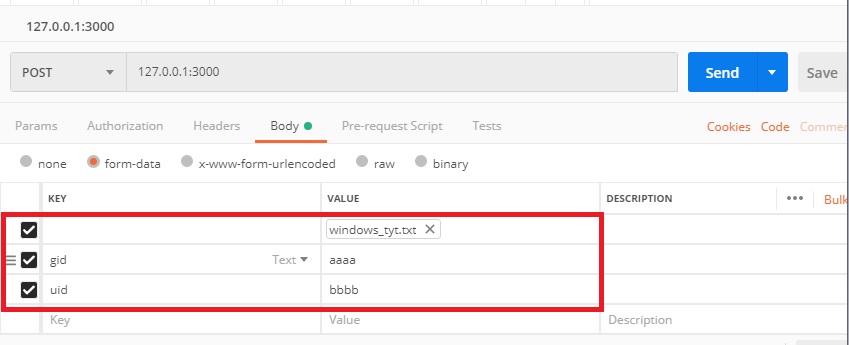 127.0.0.1:3000
POST 127.0.0.1:3000 Send Save
Params Authorization Headers Body Pre-request Script Tests Cookies Code Commen
none form-data x-www-form-urlencoded raw binary
KEY VALUE DESCRIPTION ••• Bulk
windows_tyt.txt ✕
gid Text aaaa
uid bbbb
Key Value Description